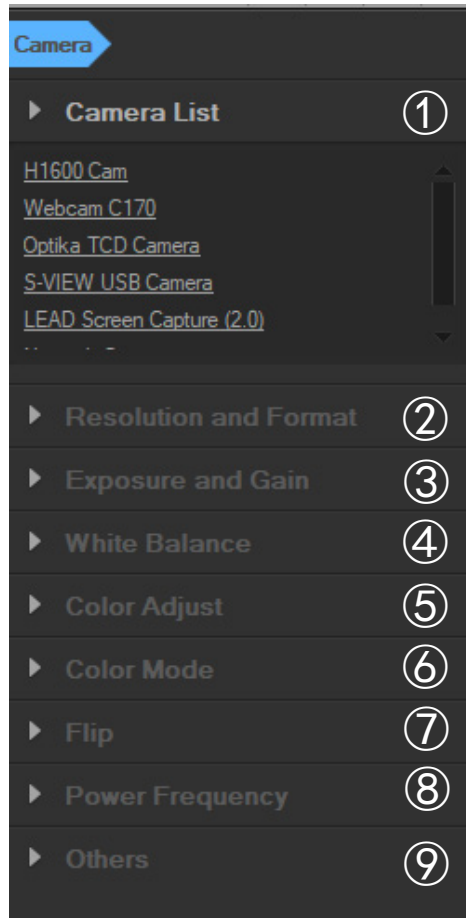 Camera
Camera List ①
H1600 Cam
Webcam C170
Optika TCD Camera
S-VIEW USB Camera
LEAD Screen Capture (2.0)
Resolution and Format ②
Exposure and Gain ③
White Balance ④
Color Adjust ⑤
Color Mode ⑥
Flip ⑦
Power Frequency ⑧
Others ⑨